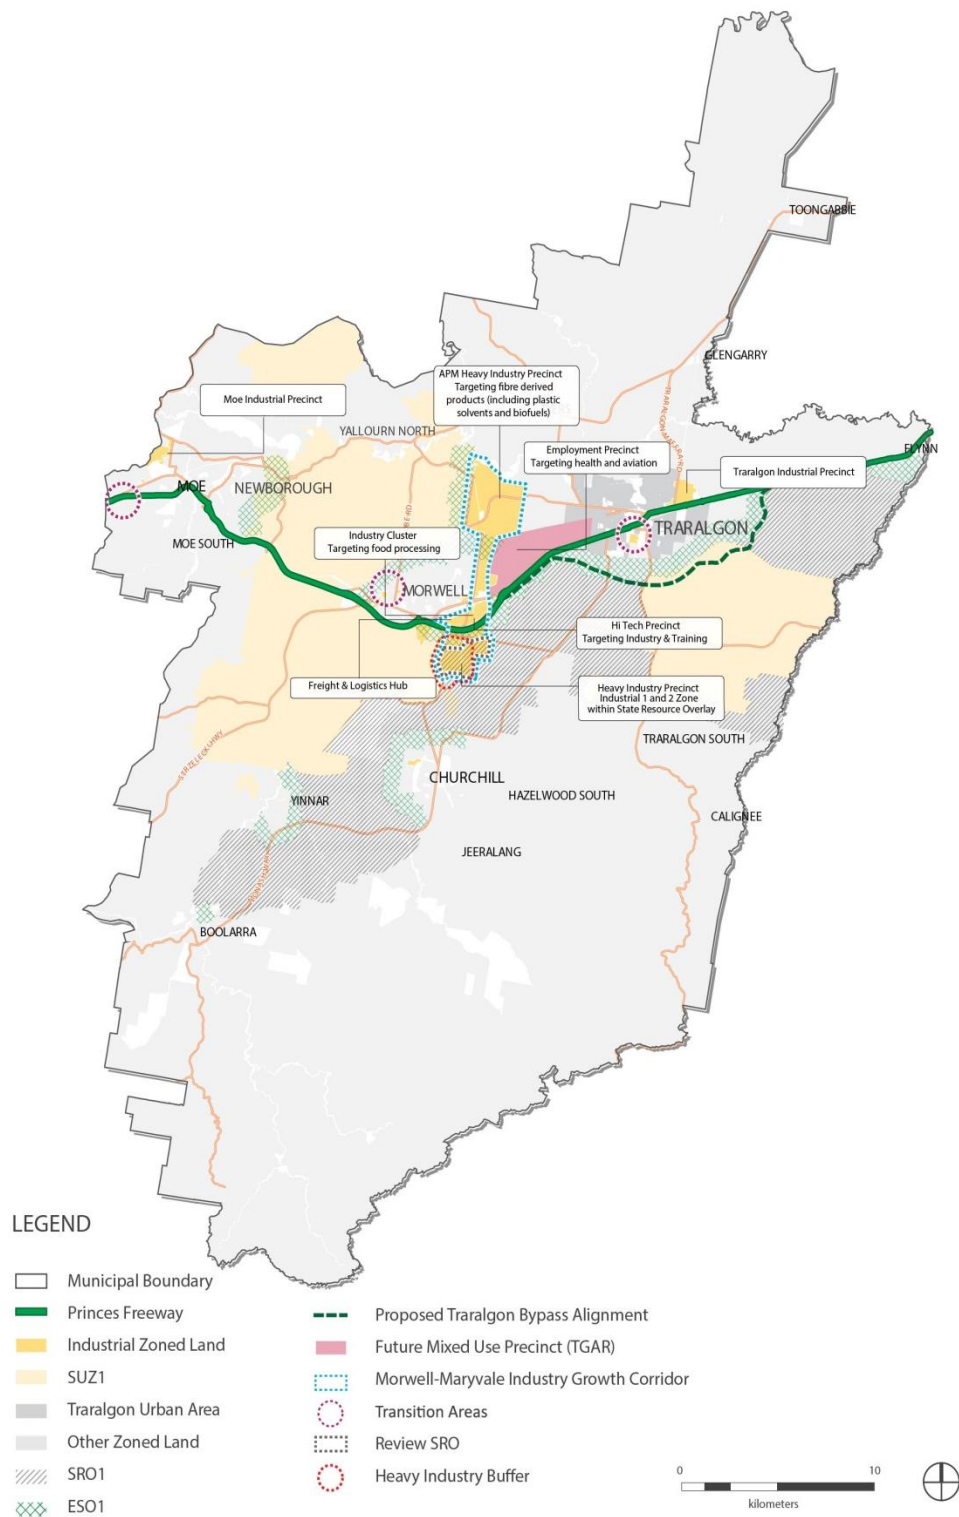 TOONGABBIE
GLENGARRY
APM Heavy Industry Precinct
Targeting fibre derived
products (including plastic
solvents and biofuels)
Moe Industrial Precinct
YALLOURN NORTH
Employment Precinct
Targeting health and aviation
FLYNN
Traralgon Industrial Precinct
MOE
NEWBOROUGH
TRARALGON
MOE SOUTH
Industry Cluster
Targeting food processing
MORWELL
Hi Tech Precinct
Targeting Industry & Training
Freight & Logistics Hub
Heavy Industry Precinct
Industrial 1 and 2 Zone
within State Resource Overlay
STRZELECKI HWY
TRARALGON SOUTH
CHURCHILL
HAZELWOOD SOUTH
YINNAR
CALIGNEE
JEERALANG
BOOLARRA
LEGEND
Municipal Boundary
Princes Freeway
Industrial Zoned Land
SUZ1
Traralgon Urban Area
Other Zoned Land
SRO1
ESO1
Proposed Traralgon Bypass Alignment
Future Mixed Use Precinct (TGAR)
Morwell-Maryvale Industry Growth Corridor
Transition Areas
Review SRO
Heavy Industry Buffer
0 10
kilometers